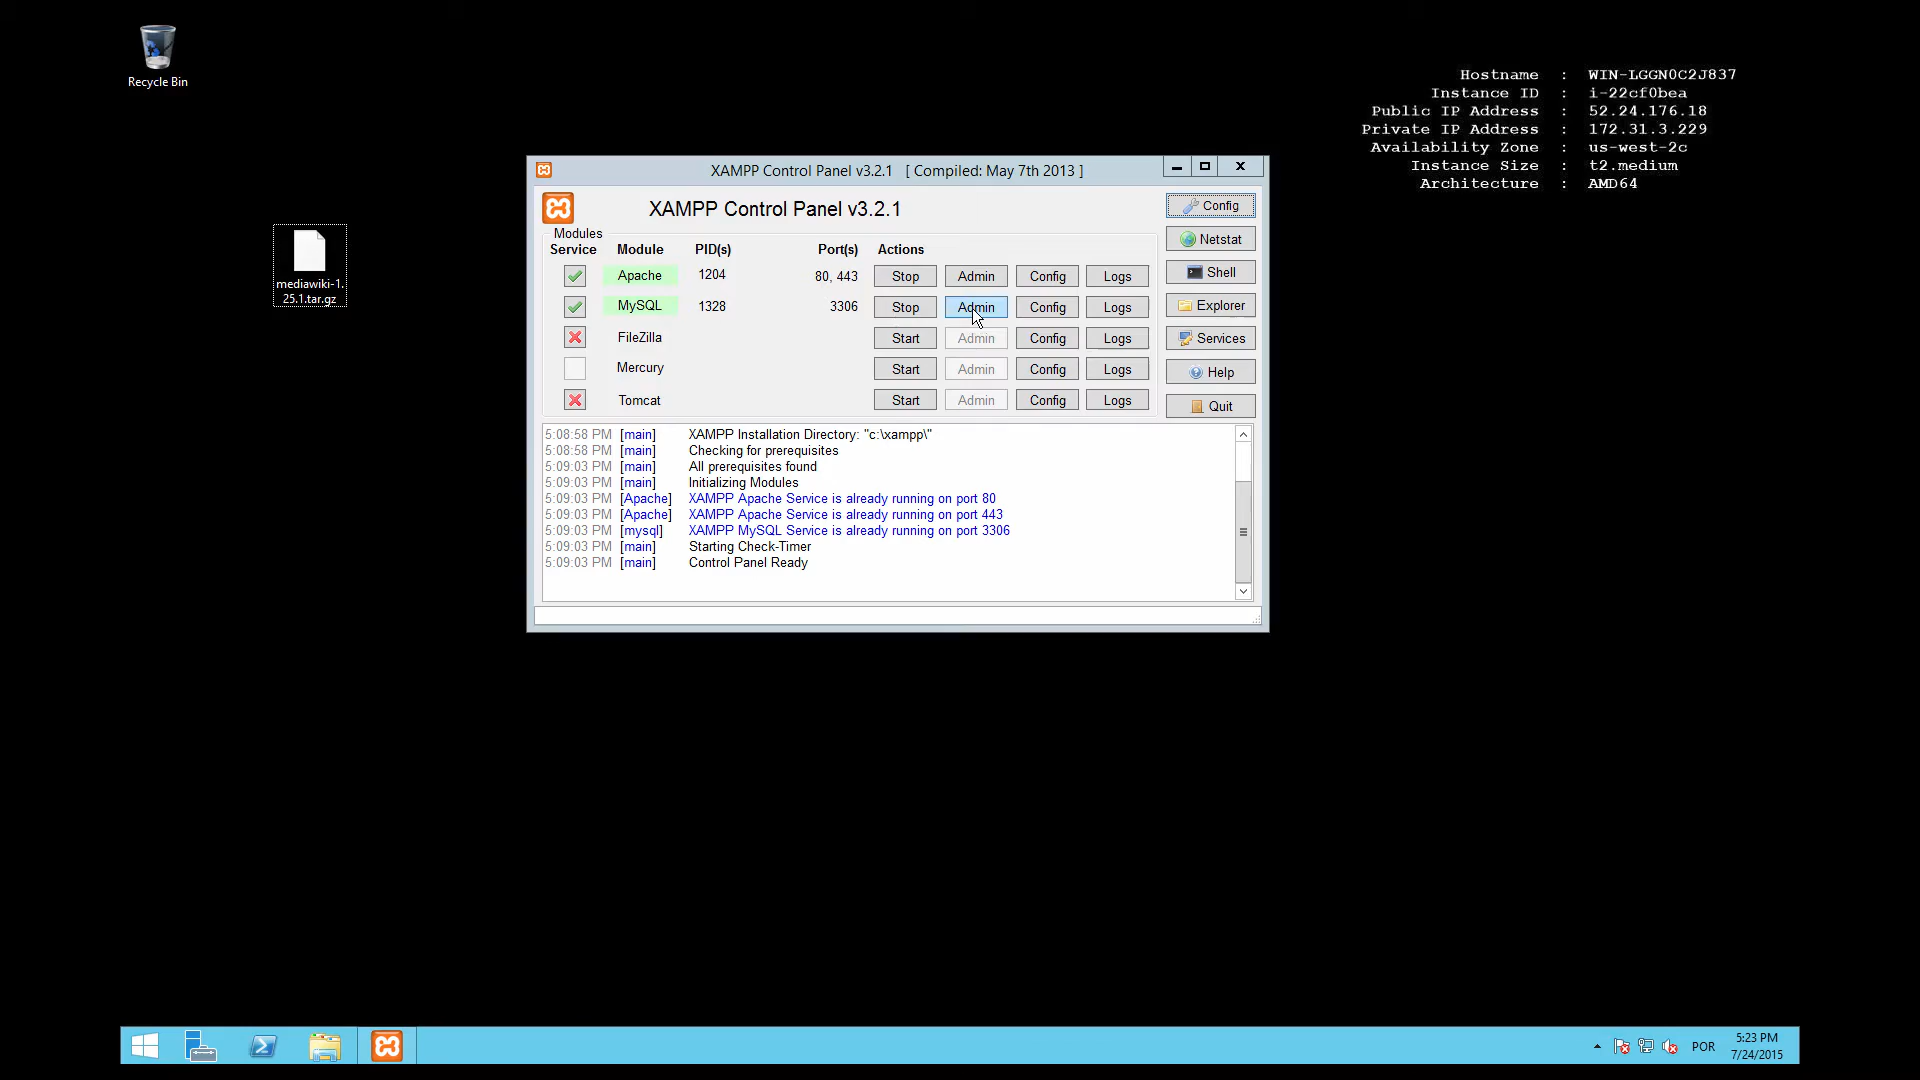 Recycle Bin
Hostname : WIN-LGGN0C2J837
Instance ID : i-22cf0bea
Public IP Address : 52.24.176.18
Private IP Address : 172.31.3.229
Availability Zone : us-west-2c
Instance Size : t2.medium
Architecture : AMD64
mediawiki-1.
25.1.tar.gz
XAMPP Control Panel v3.2.1 [ Compiled: May 7th 2013 ]
XAMPP Control Panel v3.2.1
Config
Modules
Service Module PID(s) Port(s) Actions
Netstat
Apache 1204 80, 443 Stop Admin Config Logs
Shell
MySQL 1328 3306 Stop Admin Config Logs
Explorer
FileZilla Start Admin Config Logs
Services
Mercury Start Admin Config Logs
Help
Tomcat Start Admin Config Logs
Quit
5:08:58 PM [main] XAMPP Installation Directory: "c:\xampp\"
5:08:58 PM [main] Checking for prerequisites
5:09:03 PM [main] All prerequisites found
5:09:03 PM [main] Initializing Modules
5:09:03 PM [Apache] XAMPP Apache Service is already running on port 80
5:09:03 PM [Apache] XAMPP Apache Service is already running on port 443
5:09:03 PM [mysql] XAMPP MySQL Service is already running on port 3306
5:09:03 PM [main] Starting Check-Timer
5:09:03 PM [main] Control Panel Ready
POR
5:23 PM
7/24/2015